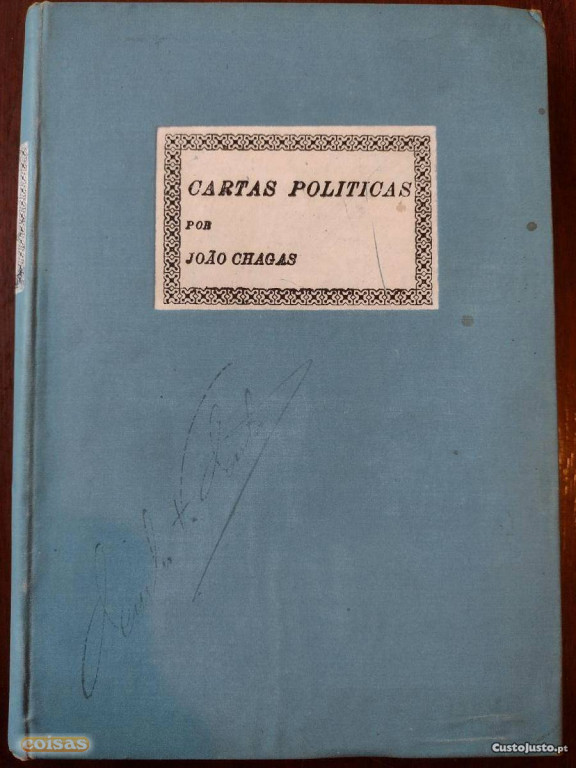 CARTAS POLITICAS
POR
JOÃO CHAGAS
coisas
CustoJusto.pt